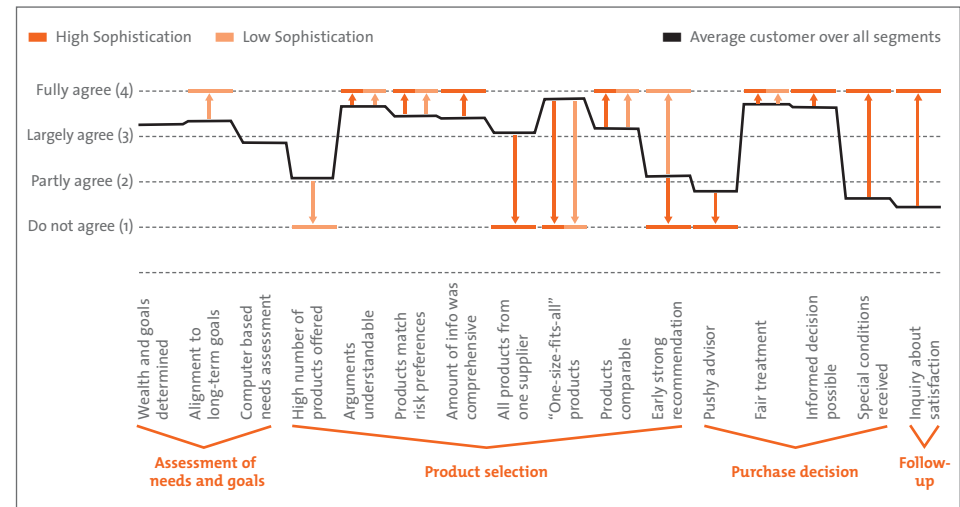 High Sophistication
Low Sophistication
Average customer over all segments
Fully agree (4)
Largely agree (3)
Partly agree (2)
Do not agree (1)
Wealth and goals
determined
Alignment to
long-term goals
Computer based
needs assessment
High number of
products offered
Arguments
understandable
Products match
risk preferences
Amount of info was
comprehensive
All products from
one supplier
“One-size-fits-all”
products
Products
comparable
Early strong
recommendation
Pushy advisor
Fair treatment
Informed decision
possible
Special conditions
received
Inquiry about
satisfaction
Assessment of
needs and goals
Product selection
Purchase decision
Follow-
up